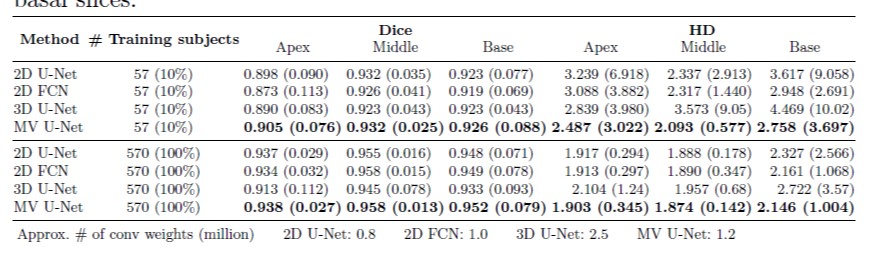 basal slices.
Method # Training subjects Dice HD
Apex Middle Base Apex Middle Base
2D U-Net 57 (10%) 0.898 (0.090) 0.932 (0.035) 0.923 (0.077) 3.239 (6.918) 2.337 (2.913) 3.617 (9.058)
2D FCN 57 (10%) 0.873 (0.113) 0.926 (0.041) 0.919 (0.069) 3.088 (3.882) 2.317 (1.440) 2.948 (2.691)
3D U-Net 57 (10%) 0.890 (0.083) 0.923 (0.043) 0.923 (0.043) 2.839 (3.980) 3.573 (9.05) 4.469 (10.02)
MV U-Net 57 (10%) 0.905 (0.076) 0.932 (0.025) 0.926 (0.088) 2.487 (3.022) 2.093 (0.577) 2.758 (3.697)
2D U-Net 570 (100%) 0.937 (0.029) 0.955 (0.016) 0.948 (0.071) 1.917 (0.294) 1.888 (0.178) 2.327 (2.566)
2D FCN 570 (100%) 0.934 (0.032) 0.958 (0.015) 0.949 (0.078) 1.913 (0.297) 1.890 (0.347) 2.161 (1.068)
3D U-Net 570 (100%) 0.913 (0.112) 0.945 (0.078) 0.933 (0.093) 2.104 (1.24) 1.957 (0.68) 2.722 (3.57)
MV U-Net 570 (100%) 0.938 (0.027) 0.958 (0.013) 0.952 (0.079) 1.903 (0.345) 1.874 (0.142) 2.146 (1.004)
Approx. # of conv weights (million) 2D U-Net: 0.8 2D FCN: 1.0 3D U-Net: 2.5 MV U-Net: 1.2